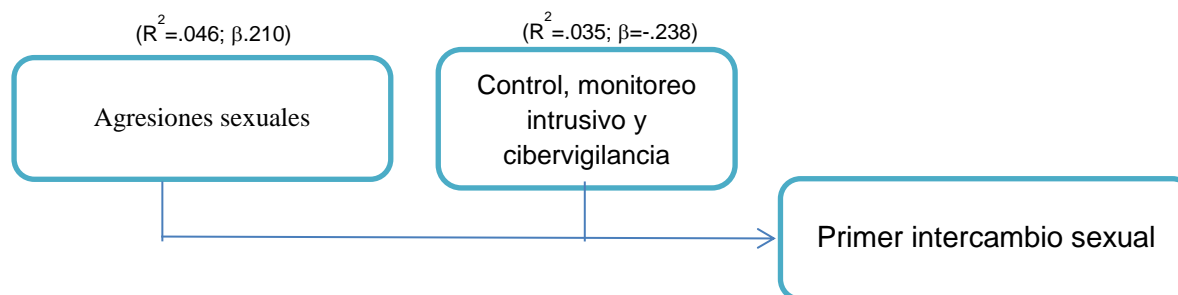 (R²=.046; β.210)
Agresiones sexuales
(R²=.035; β=-.238)
Control, monitoreo
intrusivo y
cibervigilancia
Primer intercambio sexual